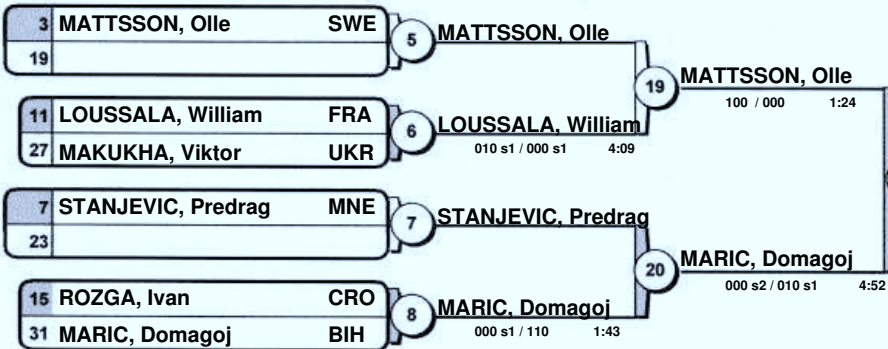 3 MATTSSON, Olle SWE
19
5
MATTSSON, Olle
11 LOUSSALA, William FRA
27 MAKUKHA, Viktor UKR
6
LOUSSALA, William
010 s1 / 000 s1 4:09
19
MATTSSON, Olle
100 / 000 1:24
7 STANJEVIC, Predrag MNE
23
7
STANJEVIC, Predrag
15 ROZGA, Ivan CRO
31 MARIC, Domagoj BIH
8
MARIC, Domagoj
000 s1 / 110 1:43
20
MARIC, Domagoj
000 s2 / 010 s1 4:52